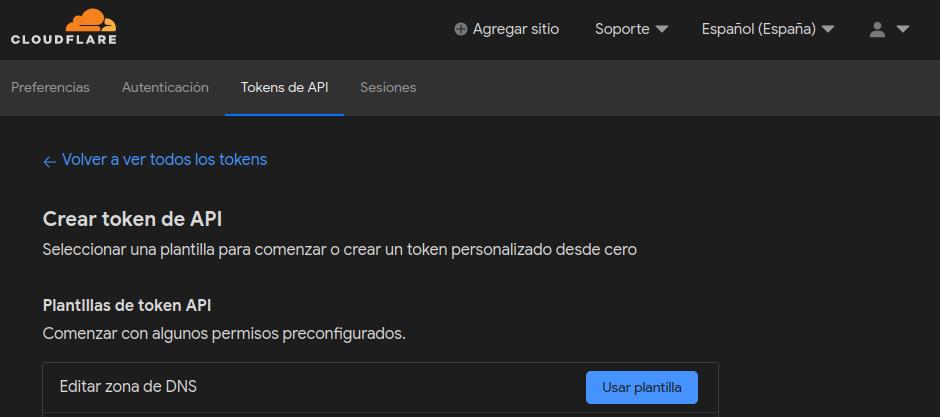 CLOUDFLARE
Agregar sitio Soporte Español (España)
Preferencias Autenticación Tokens de API Sesiones
← Volver a ver todos los tokens
Crear token de API
Seleccionar una plantilla para comenzar o crear un token personalizado desde cero
Plantillas de token API
Comenzar con algunos permisos preconfigurados.
Editar zona de DNS Usar plantilla